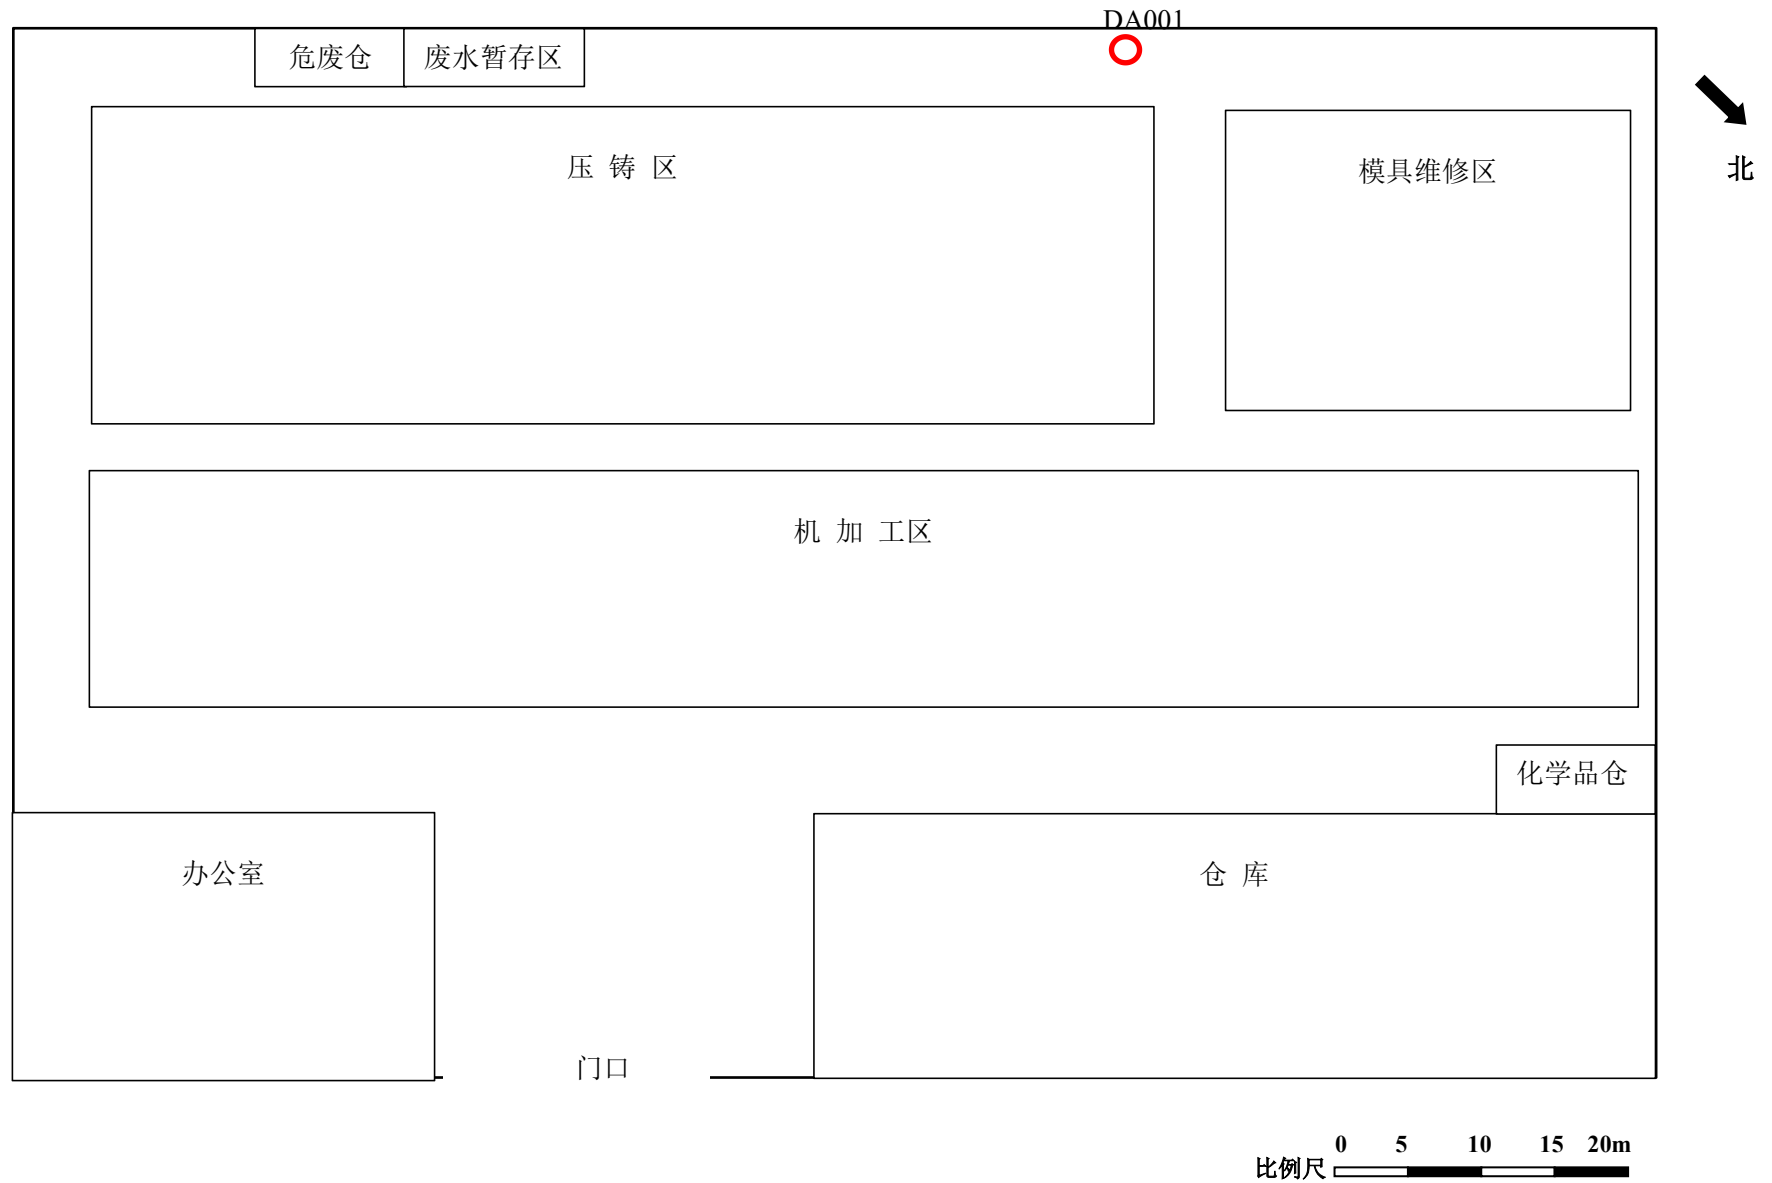 DA001
危废仓
废水暂存区
压 铸 区
模具维修区
北
机 加 工区
化学品仓
办公室
仓 库
门口
0 5 10 15 20m
比例尺